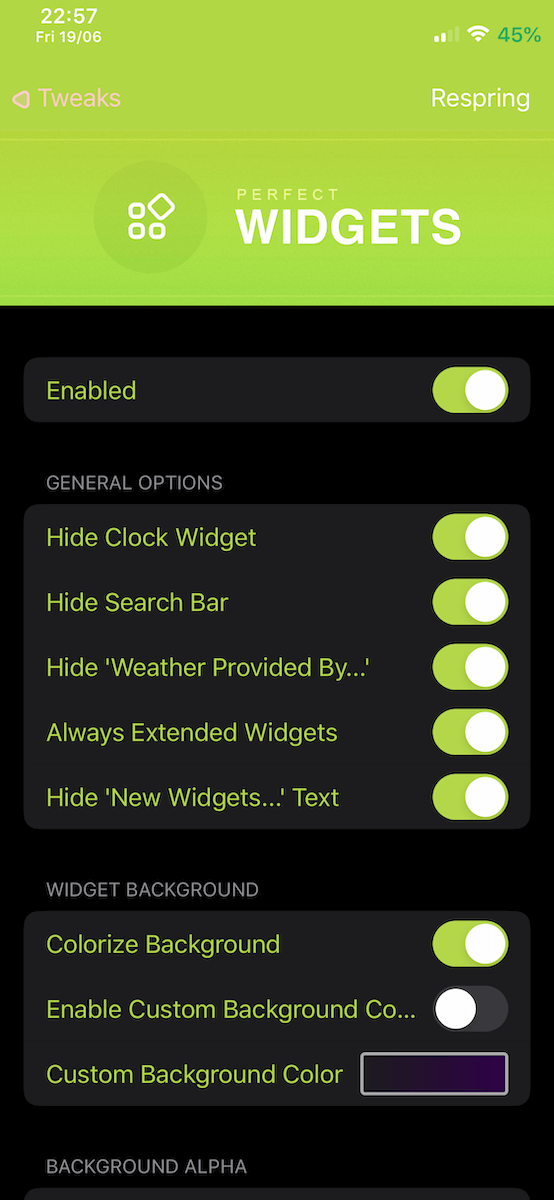 22:57
Fri 19/06
45%
Tweaks
Respring
PERFECT
WIDGETS
Enabled
GENERAL OPTIONS
Hide Clock Widget
Hide Search Bar
Hide 'Weather Provided By...'
Always Extended Widgets
Hide 'New Widgets...' Text
WIDGET BACKGROUND
Colorize Background
Enable Custom Background Co...
Custom Background Color
BACKGROUND ALPHA